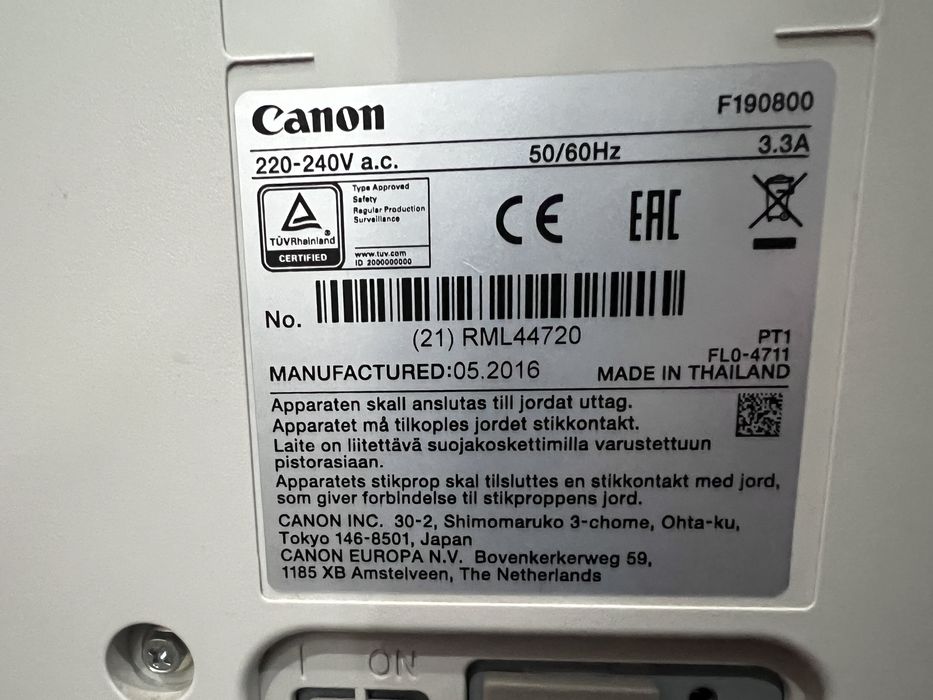 Canon
F190800
220-240V a.c.
50/60Hz
3.3A
Type Approved
Safety
Regular Production
Surveillance
TÜVRheinland®
CERTIFIED
www.tuv.com
ID 2000000000
CE
EAC
No.
(21) RML44720
PT1
FL0-4711
MANUFACTURED:05.2016
MADE IN THAILAND
Apparaten skall anslutas till jordat uttag.
Apparatet må tilkoples jordet stikkontakt.
Laite on liitettävä suojakoskettimilla varustettuun
pistorasiaan.
Apparatets stikprop skal tilsluttes en stikkontakt med jord,
som giver forbindelse til stikproppens jord.
CANON INC. 30-2, Shimomaruko 3-chome, Ohta-ku,
Tokyo 146-8501, Japan
CANON EUROPA N.V. Bovenkerkerweg 59,
1185 XB Amstelveen, The Netherlands
I ON